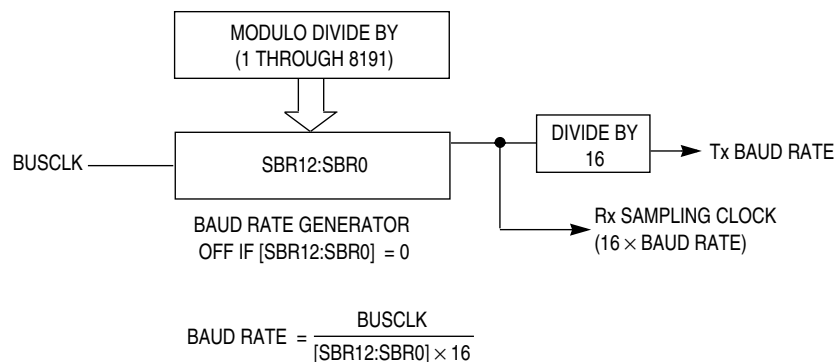 MODULO DIVIDE BY
(1 THROUGH 8191)
BUSCLK
SBR12:SBR0
DIVIDE BY
16
Tx BAUD RATE
BAUD RATE GENERATOR
OFF IF [SBR12:SBR0] = 0
Rx SAMPLING CLOCK
(16 × BAUD RATE)
BAUD RATE =
BUSCLK
[SBR12:SBR0] × 16